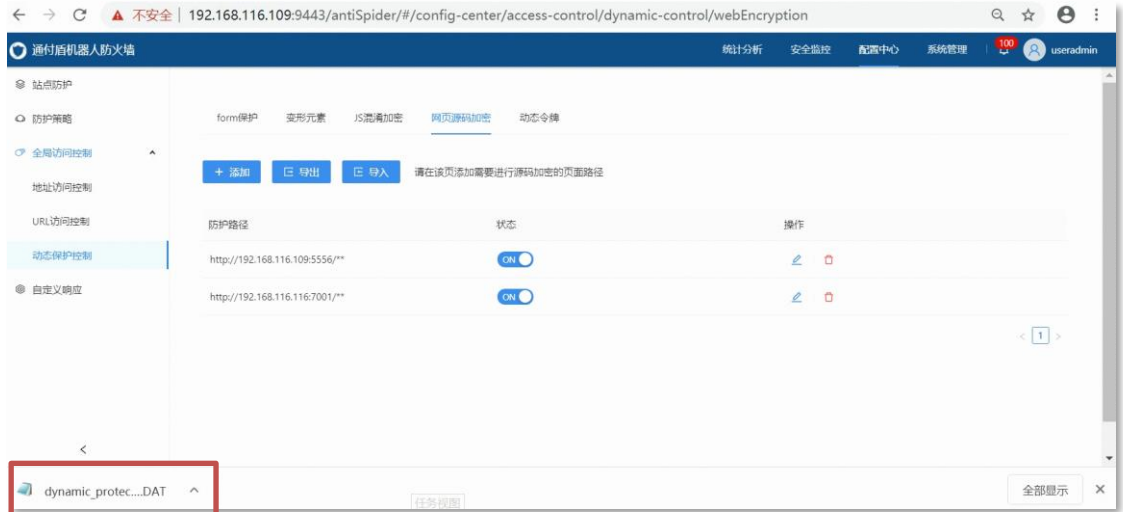 不安全 | 192.168.116.109:9443/antiSpider/#/config-center/access-control/dynamic-control/webEncryption
通付盾机器人防火墙
统计分析 安全监控 配置中心 系统管理 100 useradmin
站点防护
防护策略
全局访问控制
地址访问控制
URL访问控制
动态保护控制
自定义响应
form保护 变形元素 JS混淆加密 网页源码加密 动态令牌
+ 添加 导出 导入 请在该页添加需要进行源码加密的页面路径
防护路径 状态 操作
http://192.168.116.109:5556/** ON
http://192.168.116.116:7001/** ON
< 1 >
<
dynamic_protec....DAT 任务视图 全部显示 ×